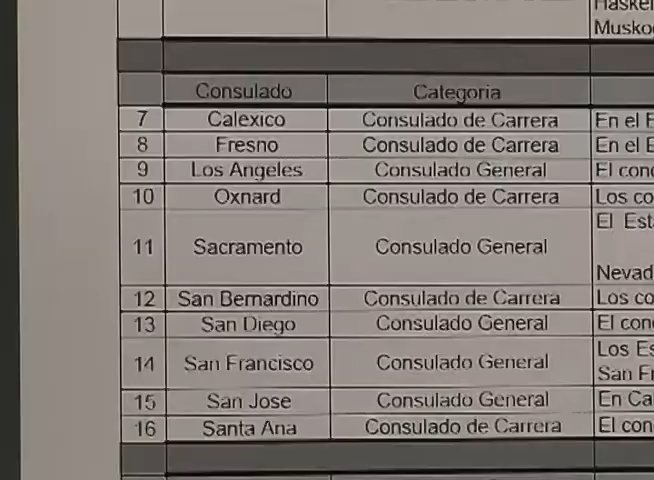 Musko
Consulado Categoria
7 Calexico Consulado de Carrera En el E
8 Fresno Consulado de Carrera En el E
9 Los Angeles Consulado General El con
10 Oxnard Consulado de Carrera Los co
El Est
11 Sacramento Consulado General
Nevad
12 San Bernardino Consulado de Carrera Los co
13 San Diego Consulado General El con
Los Es
14 San Francisco Consulado General
San Fr
15 San Jose Consulado General En Ca
16 Santa Ana Consulado de Carrera El con